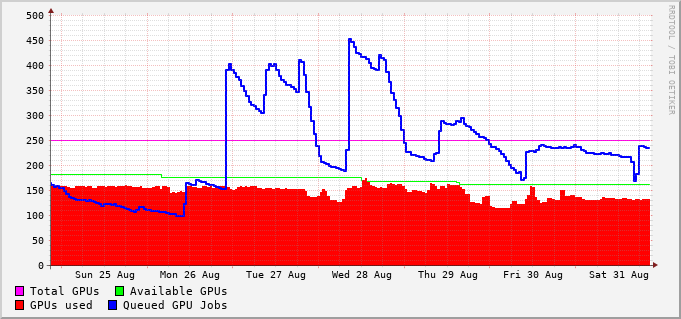 500
450
400
350
300
250
200
150
100
50
0
Sun 25 Aug Mon 26 Aug Tue 27 Aug Wed 28 Aug Thu 29 Aug Fri 30 Aug Sat 31 Aug
Total GPUs Available GPUs
GPUs used Queued GPU Jobs
RRDTOOL / TOBI OETIKER